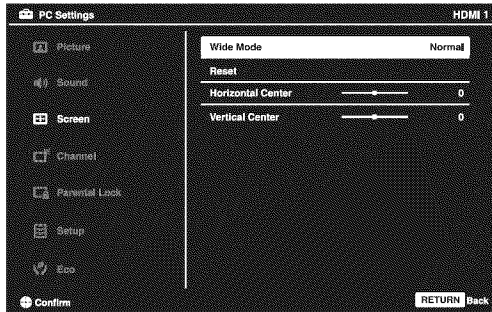 PC Settings HDMI 1
Picture
Sound
Screen
Channel
Parental Lock
Setup
Eco
Wide Mode Normal
Reset
Horizontal Center 0
Vertical Center 0
Confirm RETURN Back